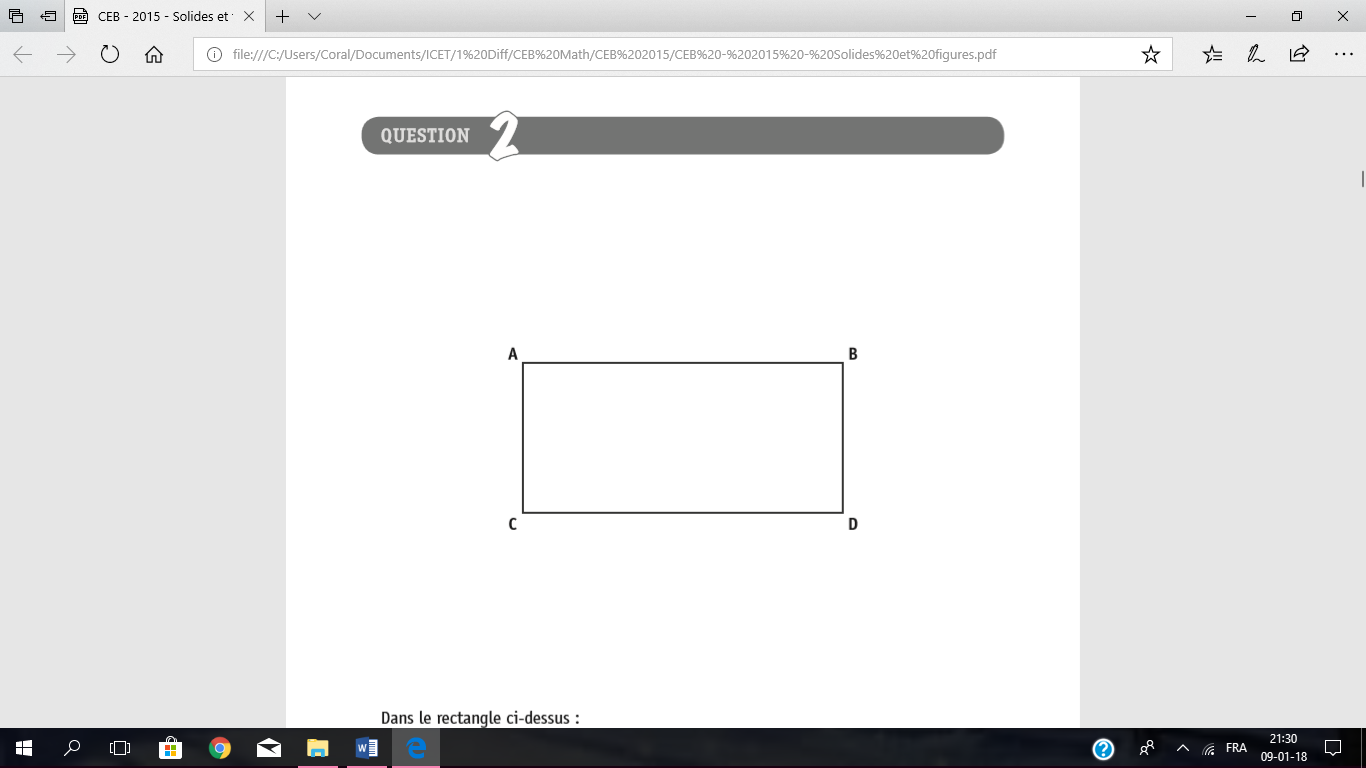 CEB - 2015 - Solides et
file:///C:/Users/Coral/Documents/ICET/1%20Diff/CEB%20Math/CEB%202015/CEB%20-%202015%20-%20Solides%20et%20figures.pdf
QUESTION 2
A B
C D
Dans le rectangle ci-dessus :
FRA
21:30
09-01-18